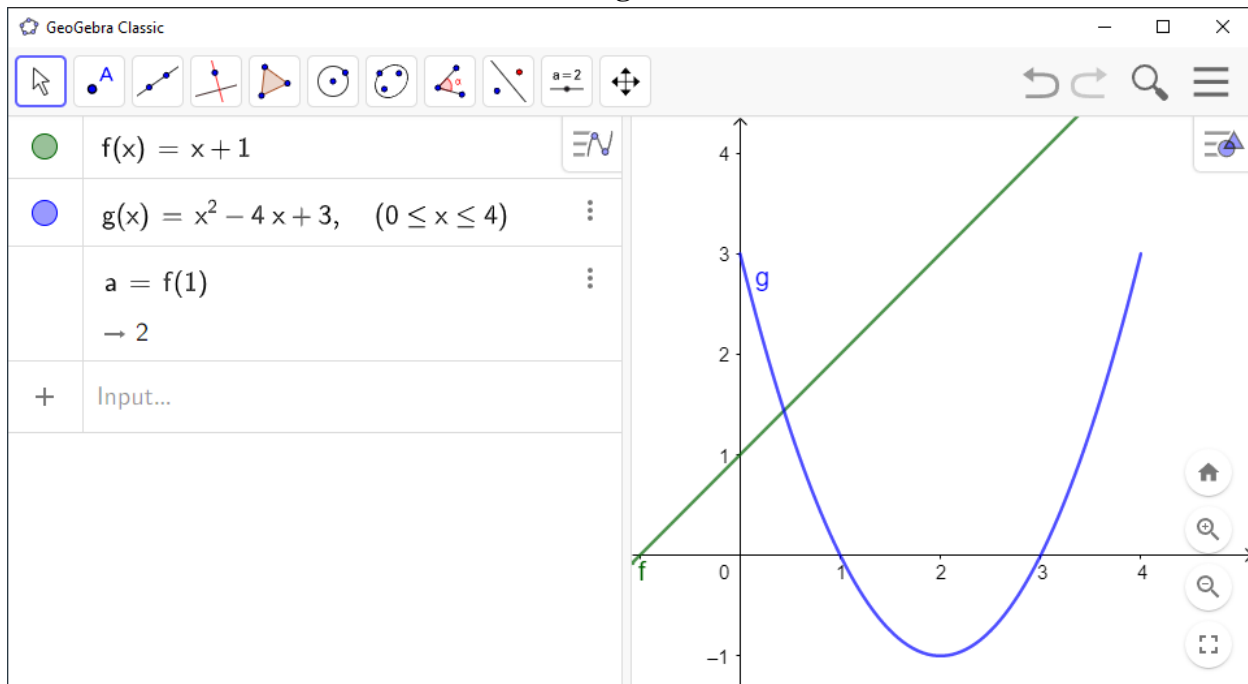 GeoGebra Classic
A
α
a = 2
f(x) = x + 1
g(x) = x² − 4 x + 3, (0 ≤ x ≤ 4)
a = f(1)
→ 2
+ Input...
4
3
g
2
1
f
0
1
2
3
4
−1